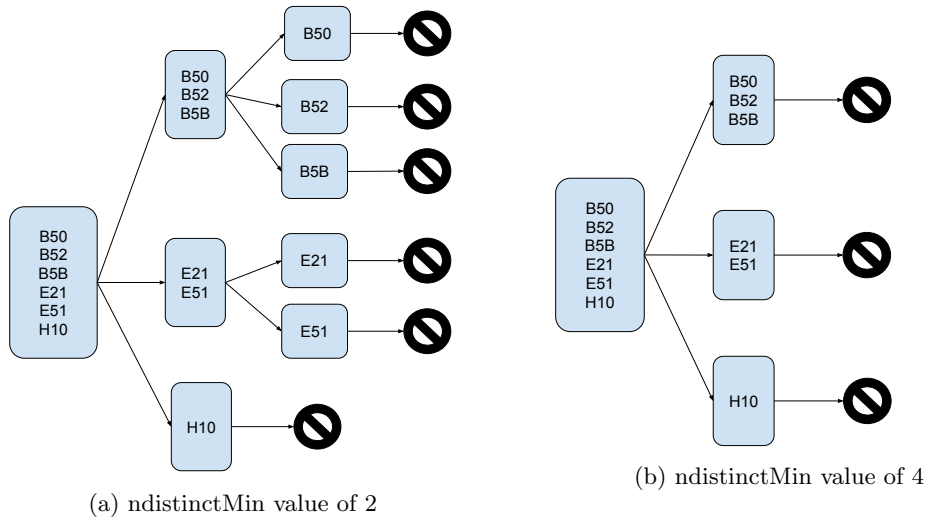 B50
B52
B5B
E21
E51
H10
B50
B52
B5B
B50
B52
B5B
E21
E51
E21
E51
H10
(a) ndistinctMin value of 2
B50
B52
B5B
E21
E51
H10
B50
B52
B5B
E21
E51
H10
(b) ndistinctMin value of 4